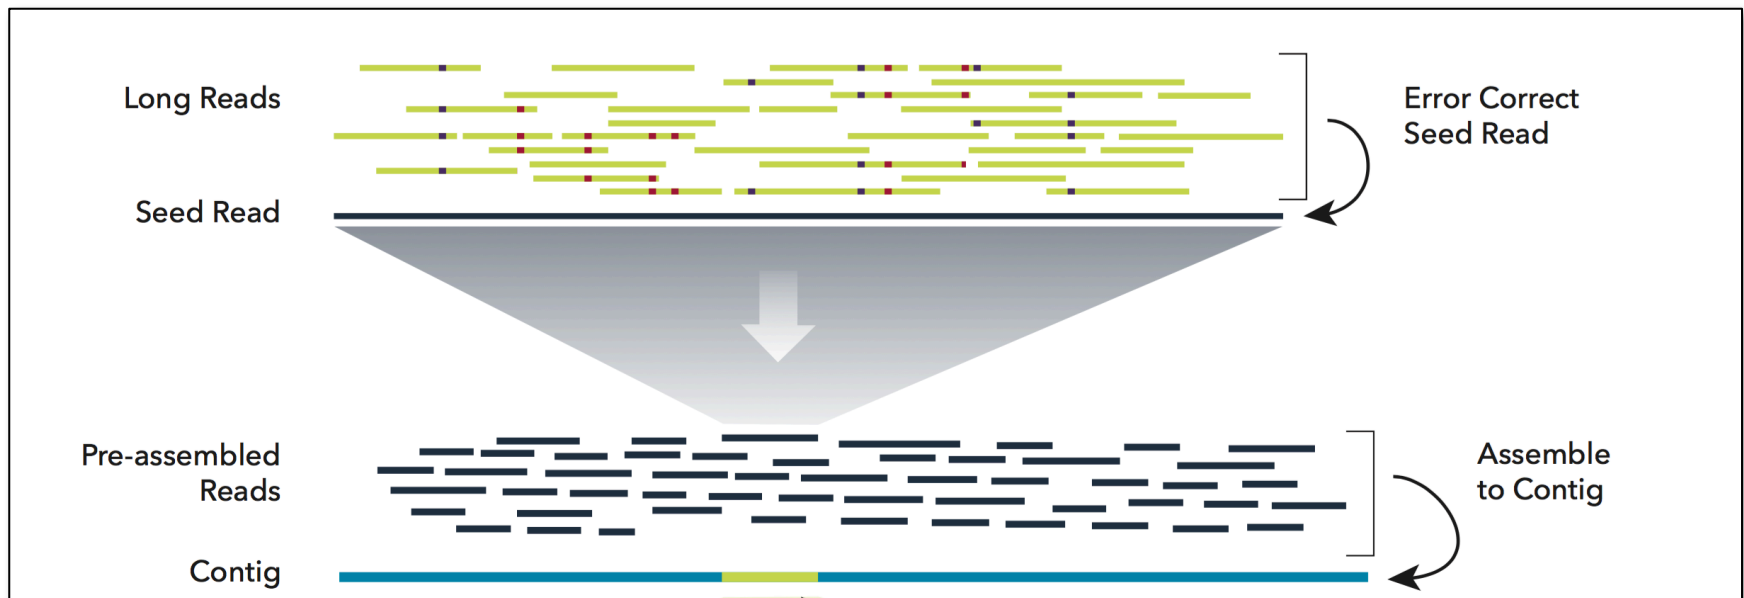 Long Reads
Error Correct
Seed Read
Seed Read
Pre-assembled
Reads
Assemble
to Contig
Contig